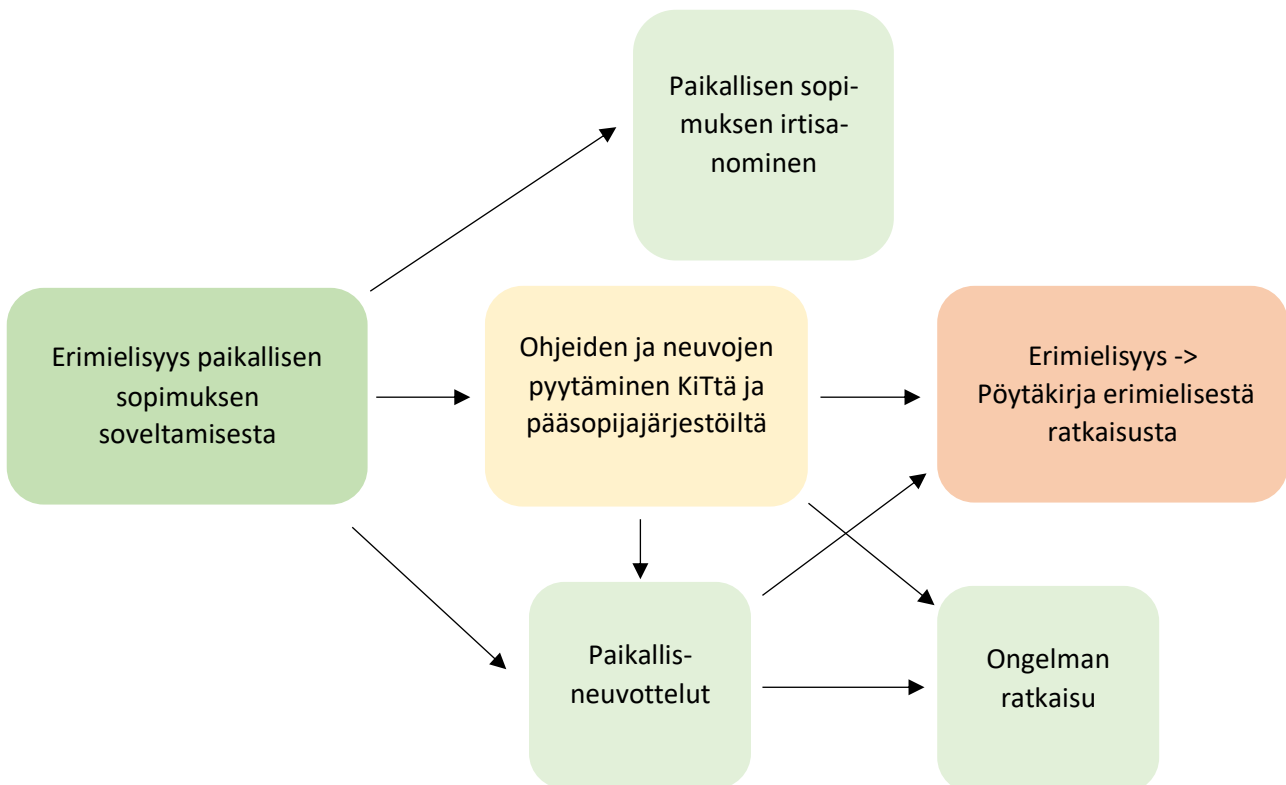 Paikallisen sopi-
muksen irtisa-
nominen
Erimielisyys paikallisen
sopimuksen
soveltamisesta
Ohjeiden ja neuvojen
pyytäminen KiTtä ja
pääsopijajärjestöiltä
Erimielisyys ->
Pöytäkirja erimielisestä
ratkaisusta
Paikallis-
neuvottelut
Ongelman
ratkaisu